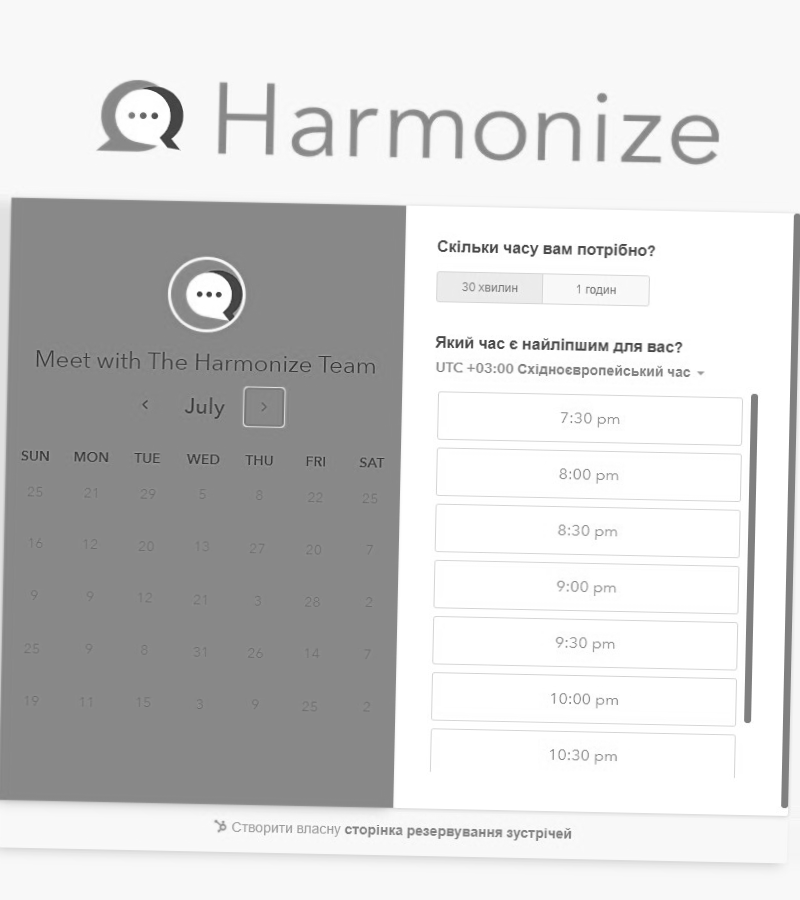 Harmonize
Meet with The Harmonize Team
July
SUN MON TUE WED THU FRI SAT
25 21 29 5 8 22 25
16 12 20 13 27 20 7
9 9 12 21 3 28 2
25 9 8 31 26 14 7
19 11 15 3 9 25 2
Скільки часу вам потрібно?
30 хвилин 1 годин
Який час є найліпшим для вас?
UTC +03:00 Східноєвропейський час
7:30 pm
8:00 pm
8:30 pm
9:00 pm
9:30 pm
10:00 pm
10:30 pm
Створити власну сторінка резервування зустрічей